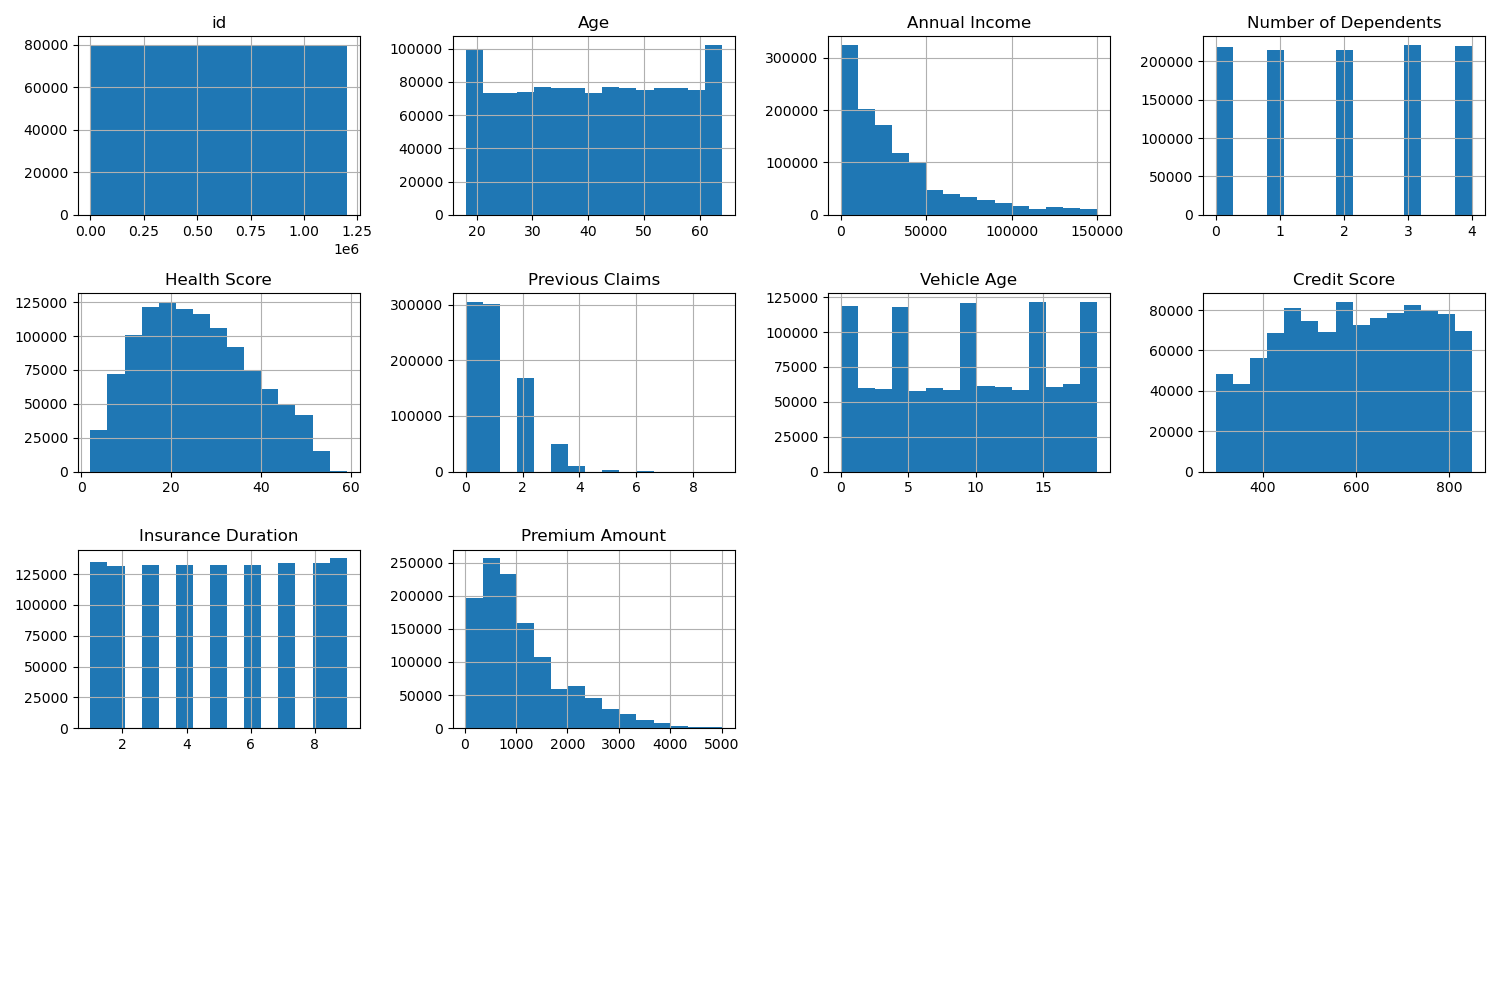 id
80000
60000
40000
20000
0
0.00 0.25 0.50 0.75 1.00 1.25
1e6
Age
100000
80000
60000
40000
20000
0
20 30 40 50 60
Annual Income
300000
200000
100000
0
0 50000 100000 150000
Number of Dependents
200000
150000
100000
50000
0
0 1 2 3 4
Health Score
125000
100000
75000
50000
25000
0
0 20 40 60
Previous Claims
300000
200000
100000
0
0 2 4 6 8
Vehicle Age
125000
100000
75000
50000
25000
0
0 5 10 15
Credit Score
80000
60000
40000
20000
0
400 600 800
Insurance Duration
125000
100000
75000
50000
25000
0
2 4 6 8
Premium Amount
250000
200000
150000
100000
50000
0
0 1000 2000 3000 4000 5000